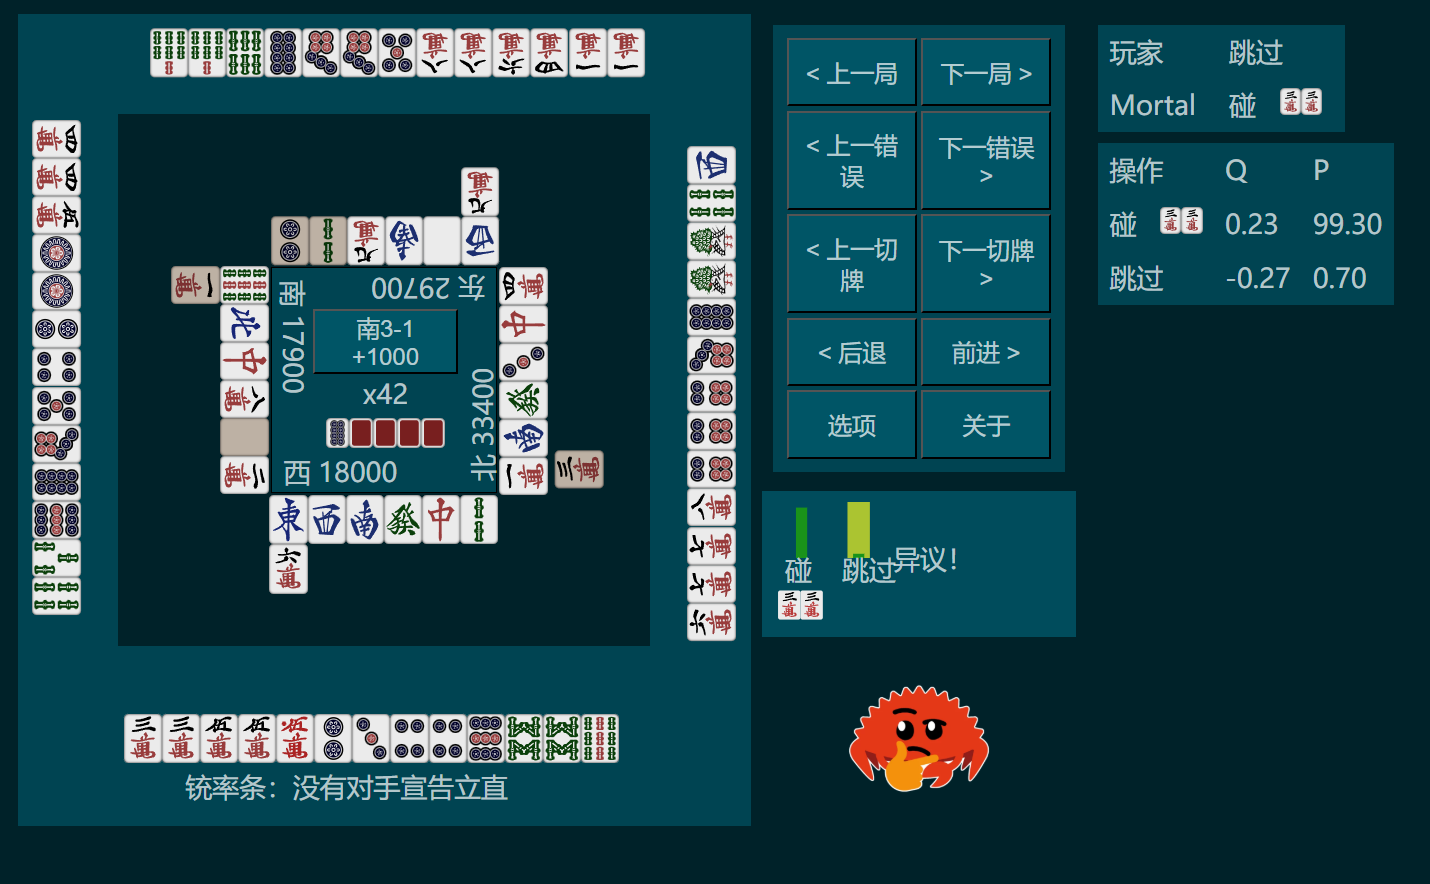 < 上一局
下一局 >
< 上一错误
下一错误 >
< 上一切牌
下一切牌 >
< 后退
前进 >
选项
关于
玩家 跳过
Mortal 碰
操作 Q P
碰 0.23 99.30
跳过 -0.27 0.70
东 29700
南 17900
南3-1
+1000
x42
北 33400
西 18000
碰
跳过
异议！
铳率条：没有对手宣告立直